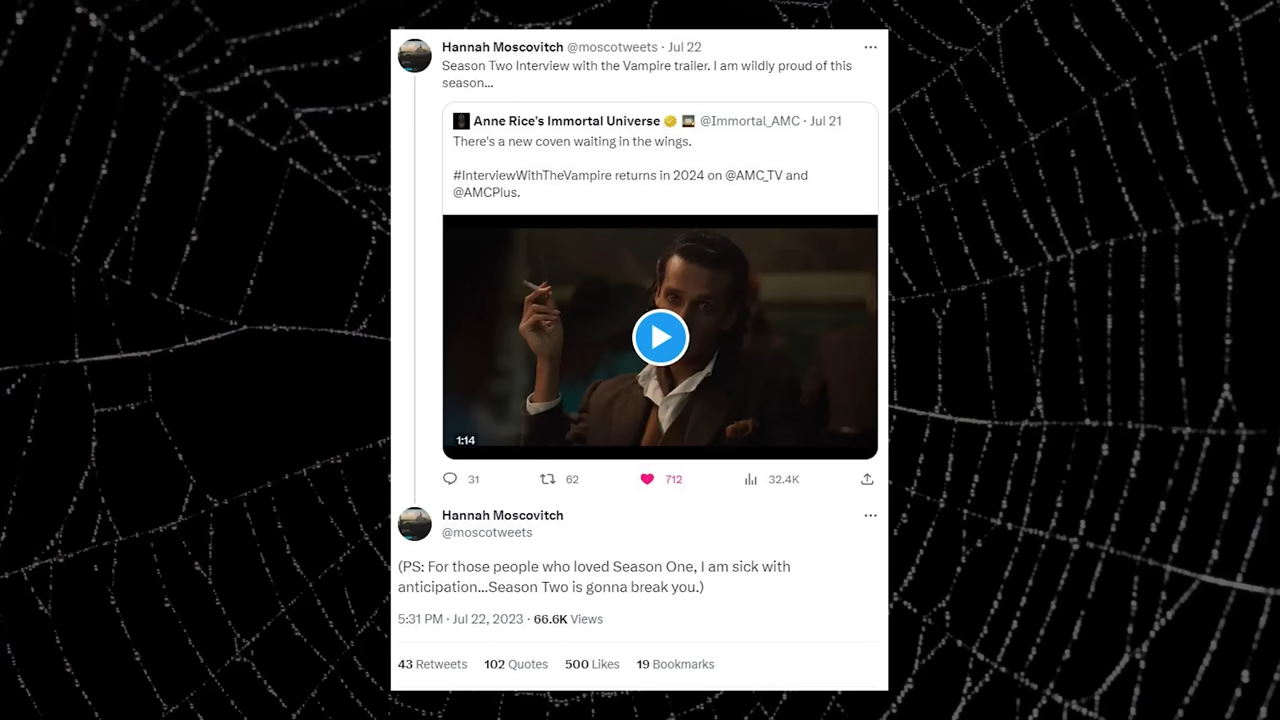 Hannah Moscovitch @moscotweets · Jul 22
Season Two Interview with the Vampire trailer. I am wildly proud of this
season...
Anne Rice's Immortal Universe @Immortal_AMC · Jul 21
There's a new coven waiting in the wings.
#InterviewWithTheVampire returns in 2024 on @AMC_TV and
@AMCPlus.
1:14
31 62 712 32.4K
Hannah Moscovitch
@moscotweets
(PS: For those people who loved Season One, I am sick with
anticipation...Season Two is gonna break you.)
5:31 PM · Jul 22, 2023 · 66.6K Views
43 Retweets 102 Quotes 500 Likes 19 Bookmarks